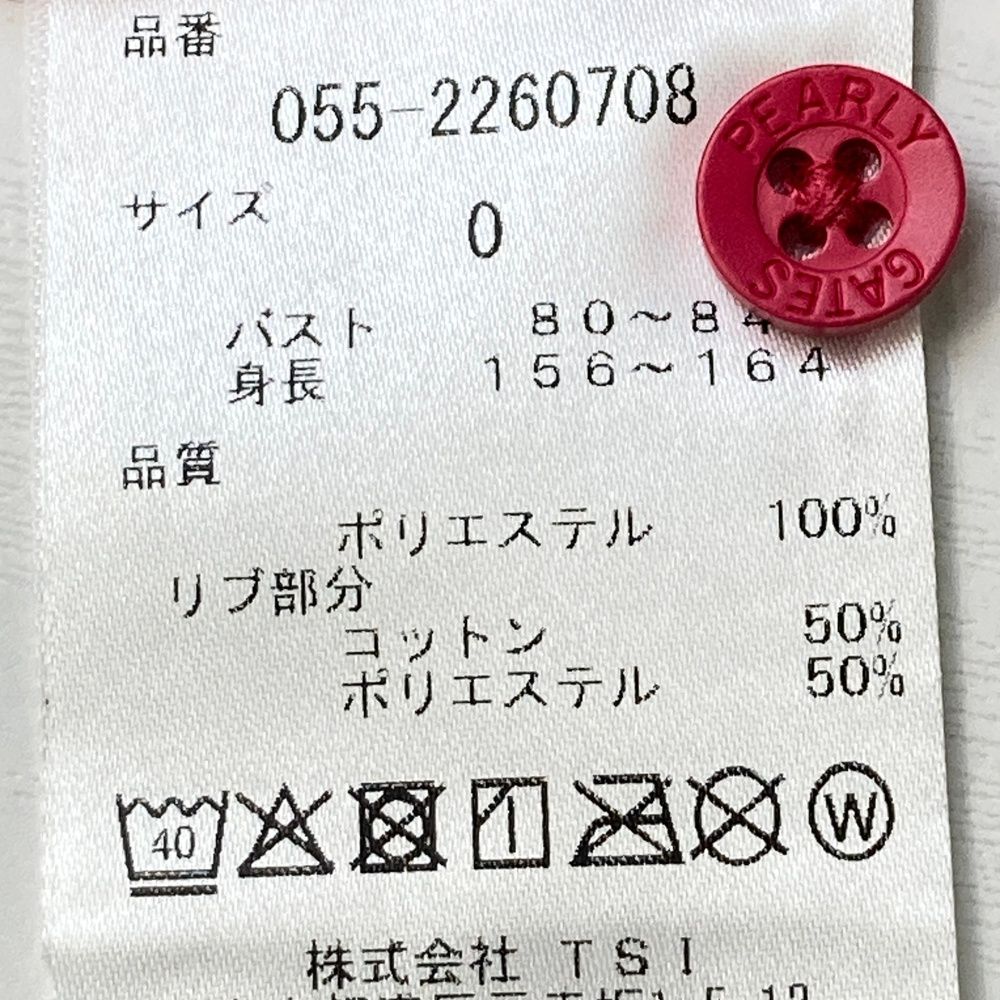 品番
055-2260708
サイズ 0
バスト 80～84
身長 156～164
品質
ポリエステル 100%
リブ部分
コットン 50%
ポリエステル 50%
40
W
株式会社 TSI
PEARLY
GATES